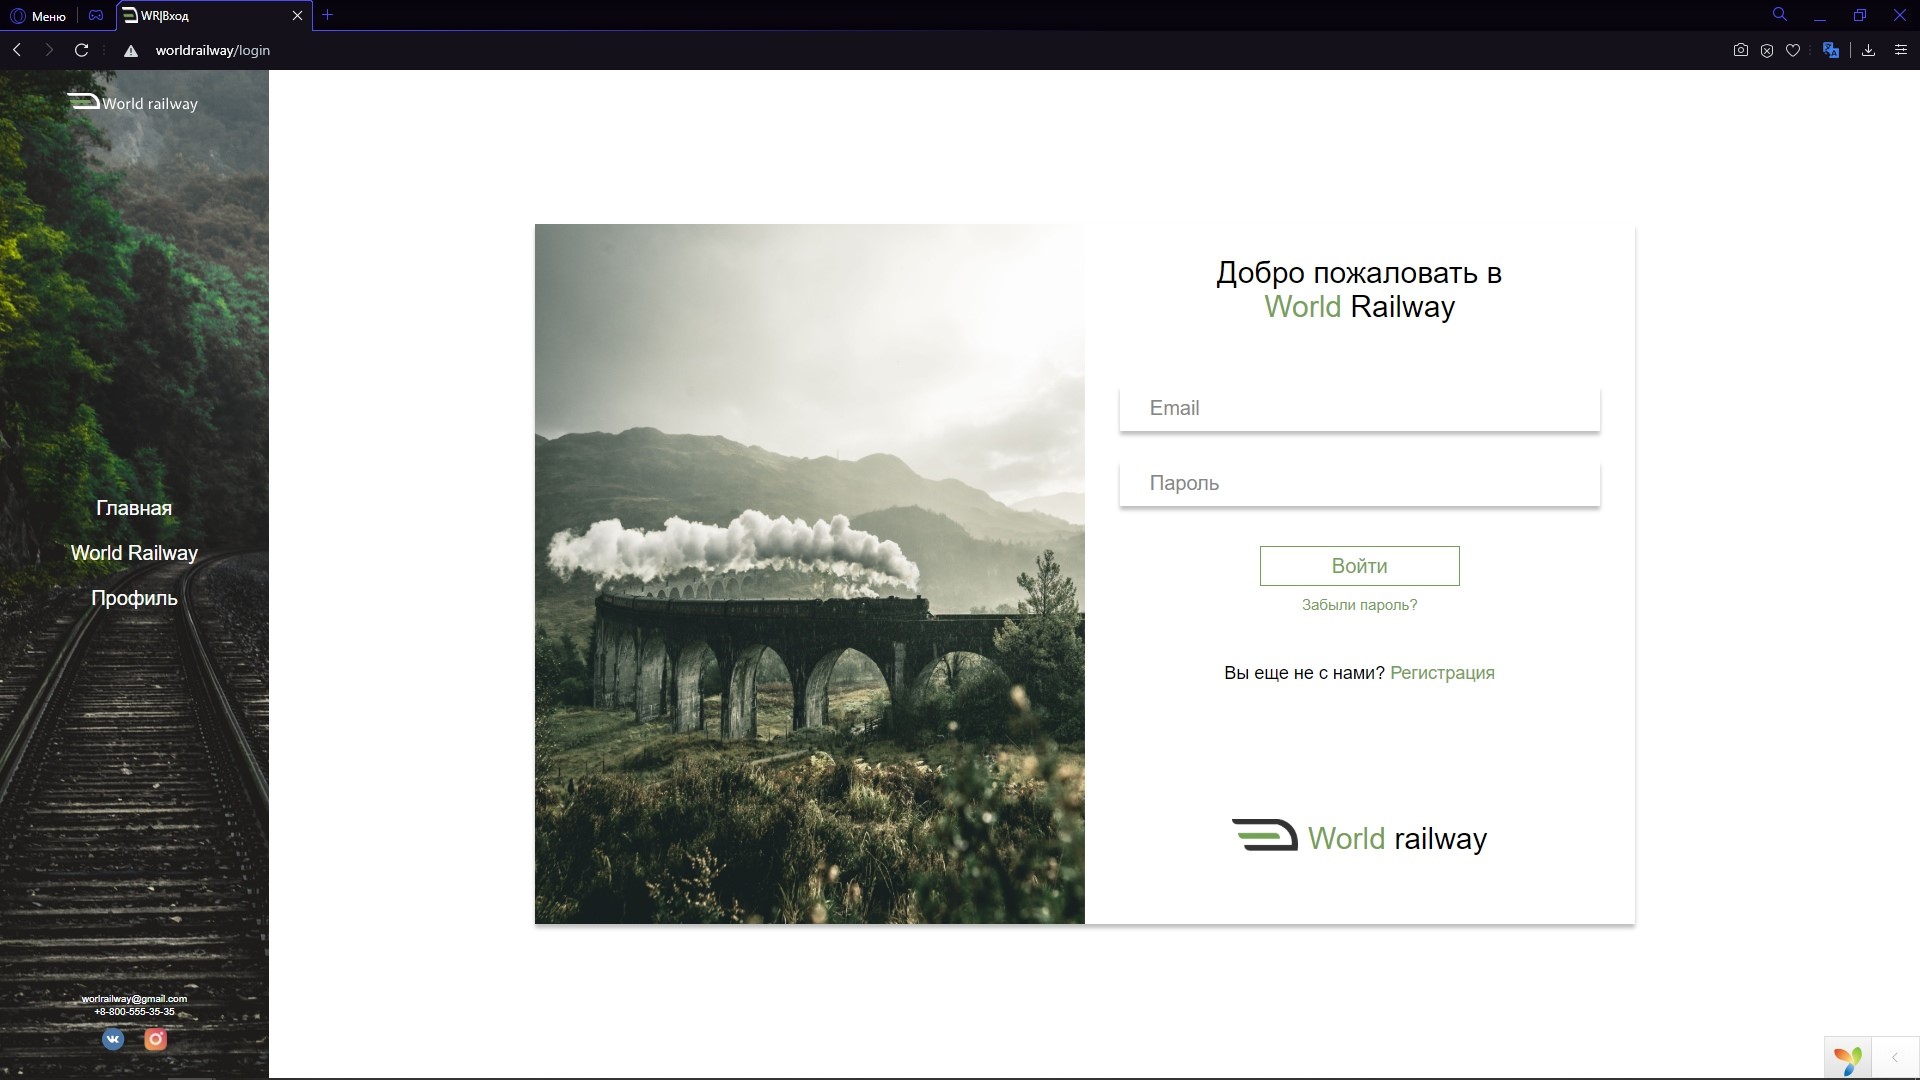 Меню
WR|Вход
worldrailway/login
World railway
Главная
World Railway
Профиль
worlrailway@gmail.com
+8-800-555-35-35
Добро пожаловать в
World Railway
Email
Пароль
Войти
Забыли пароль?
Вы еще не с нами? Регистрация
World railway